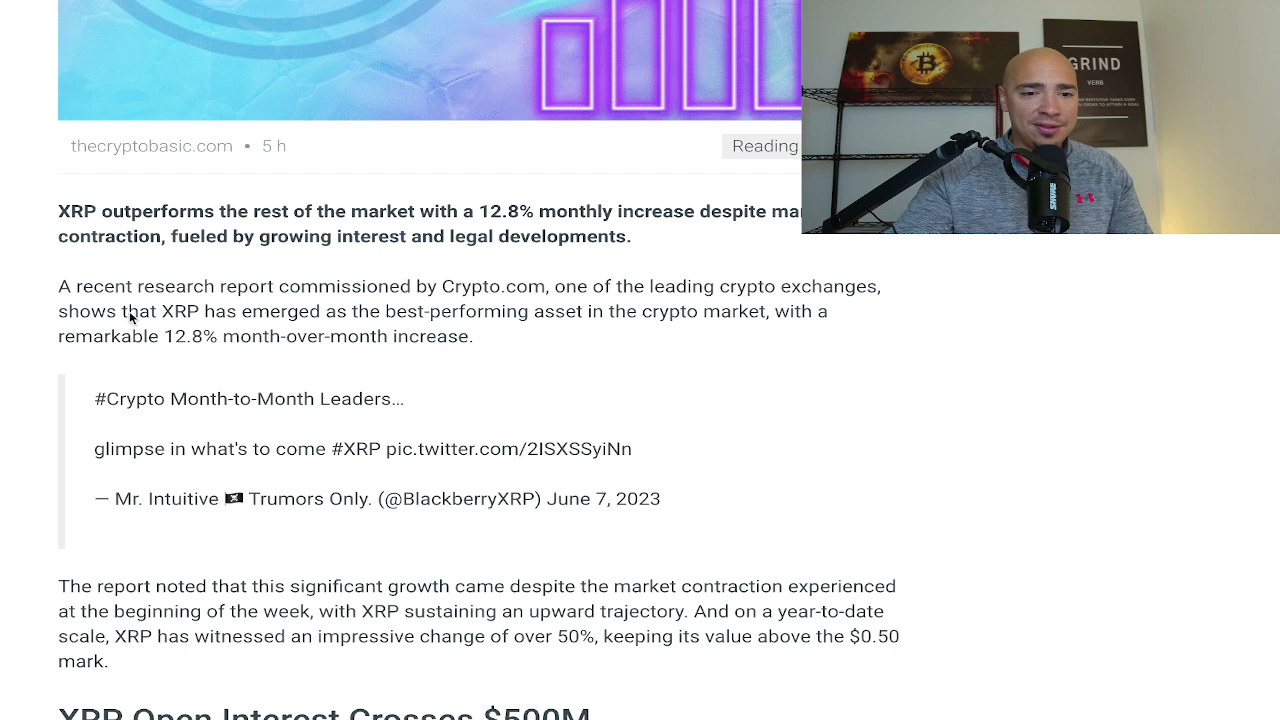 GRIND
VERB
thecryptobasic.com • 5 h
Reading
SHURE
XRP outperforms the rest of the market with a 12.8% monthly increase despite
contraction, fueled by growing interest and legal developments.
A recent research report commissioned by Crypto.com, one of the leading crypto exchanges,
shows that XRP has emerged as the best-performing asset in the crypto market, with a
remarkable 12.8% month-over-month increase.
#Crypto Month-to-Month Leaders...
glimpse in what's to come #XRP pic.twitter.com/2ISXSSyiNn
— Mr. Intuitive 🏴‍☠️ Trumors Only. (@BlackberryXRP) June 7, 2023
The report noted that this significant growth came despite the market contraction experienced
at the beginning of the week, with XRP sustaining an upward trajectory. And on a year-to-date
scale, XRP has witnessed an impressive change of over 50%, keeping its value above the $0.50
mark.
XRP Open Interest Crosses $500M